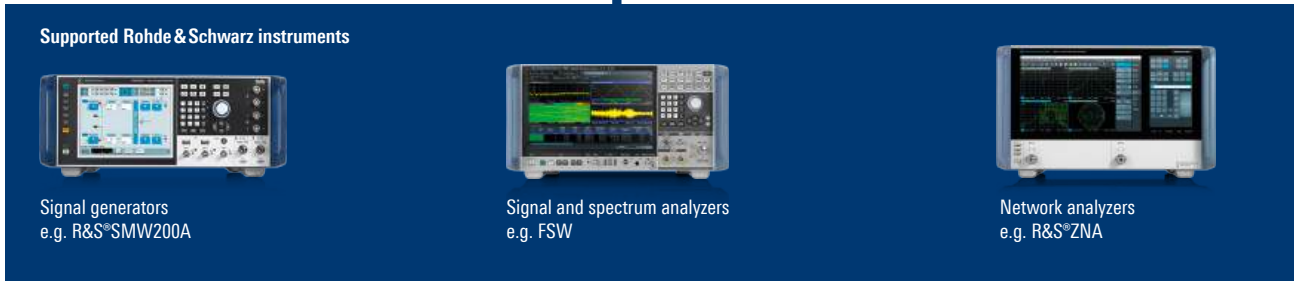 Supported Rohde & Schwarz instruments
Signal generators
e.g. R&S®SMW200A
Signal and spectrum analyzers
e.g. FSW
Network analyzers
e.g. R&S®ZNA